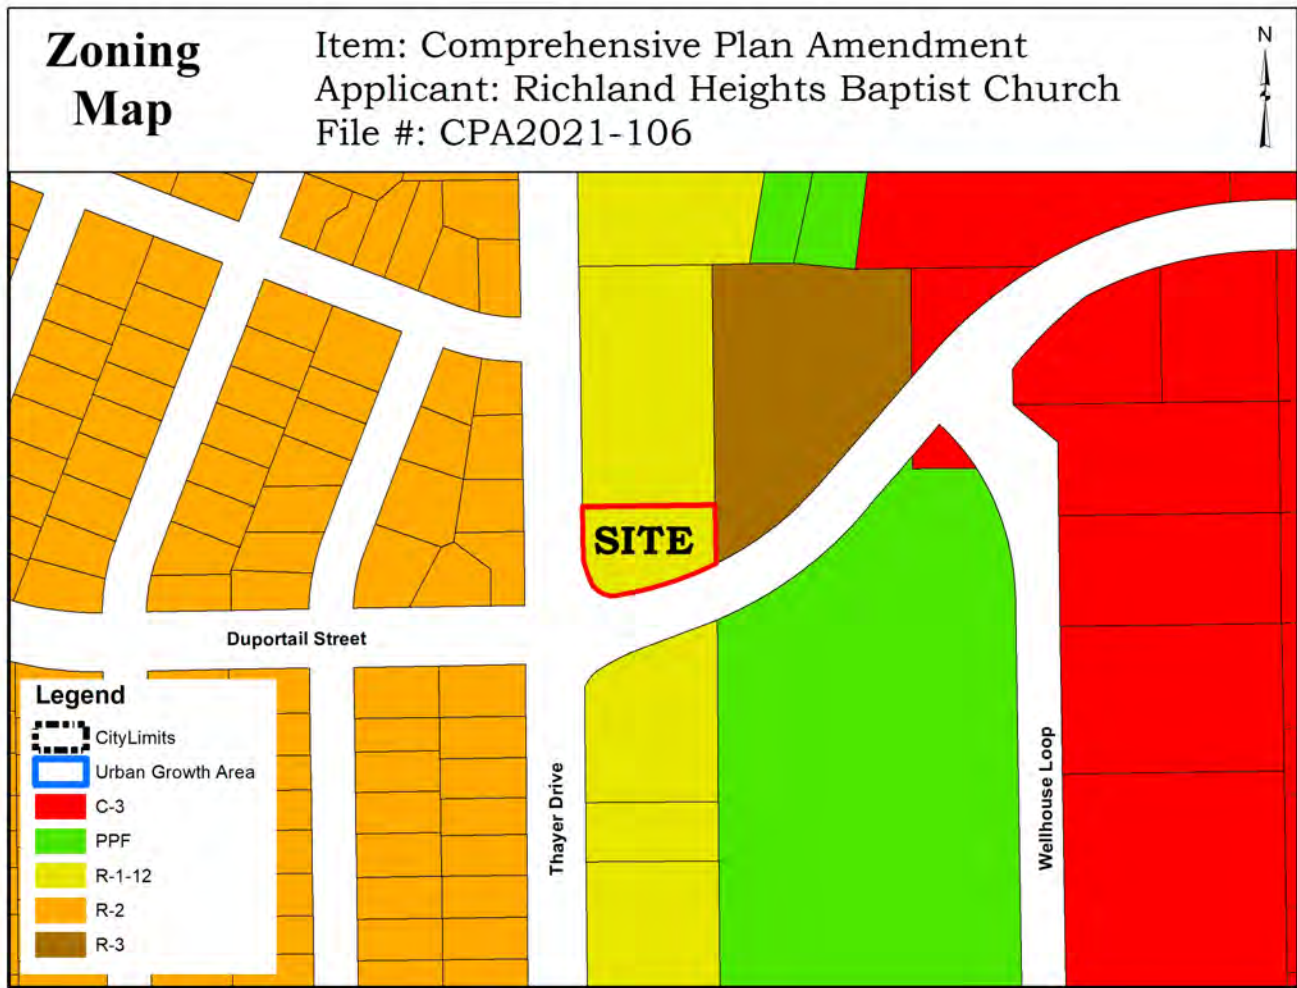 Zoning
Map
Item: Comprehensive Plan Amendment
Applicant: Richland Heights Baptist Church
File #: CPA2021-106
N
SITE
Duportail Street
Thayer Drive
Wellhouse Loop
Legend
CityLimits
Urban Growth Area
C-3
PPF
R-1-12
R-2
R-3